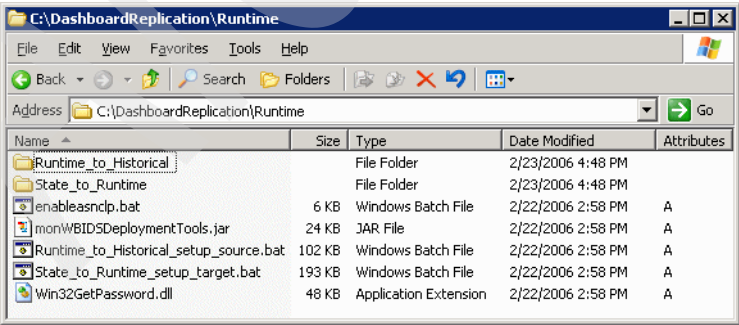 C:\DashboardReplication\Runtime
File Edit View Favorites Tools Help
Back Search Folders
Address C:\DashboardReplication\Runtime Go
Name Size Type Date Modified Attributes
Runtime_to_Historical File Folder 2/23/2006 4:48 PM
State_to_Runtime File Folder 2/23/2006 4:48 PM
enableasnclp.bat 6 KB Windows Batch File 2/22/2006 2:58 PM A
monWBIDSDeploymentTools.jar 24 KB JAR File 2/22/2006 2:58 PM A
Runtime_to_Historical_setup_source.bat 102 KB Windows Batch File 2/22/2006 2:58 PM A
State_to_Runtime_setup_target.bat 193 KB Windows Batch File 2/22/2006 2:58 PM A
Win32GetPassword.dll 48 KB Application Extension 2/22/2006 2:58 PM A